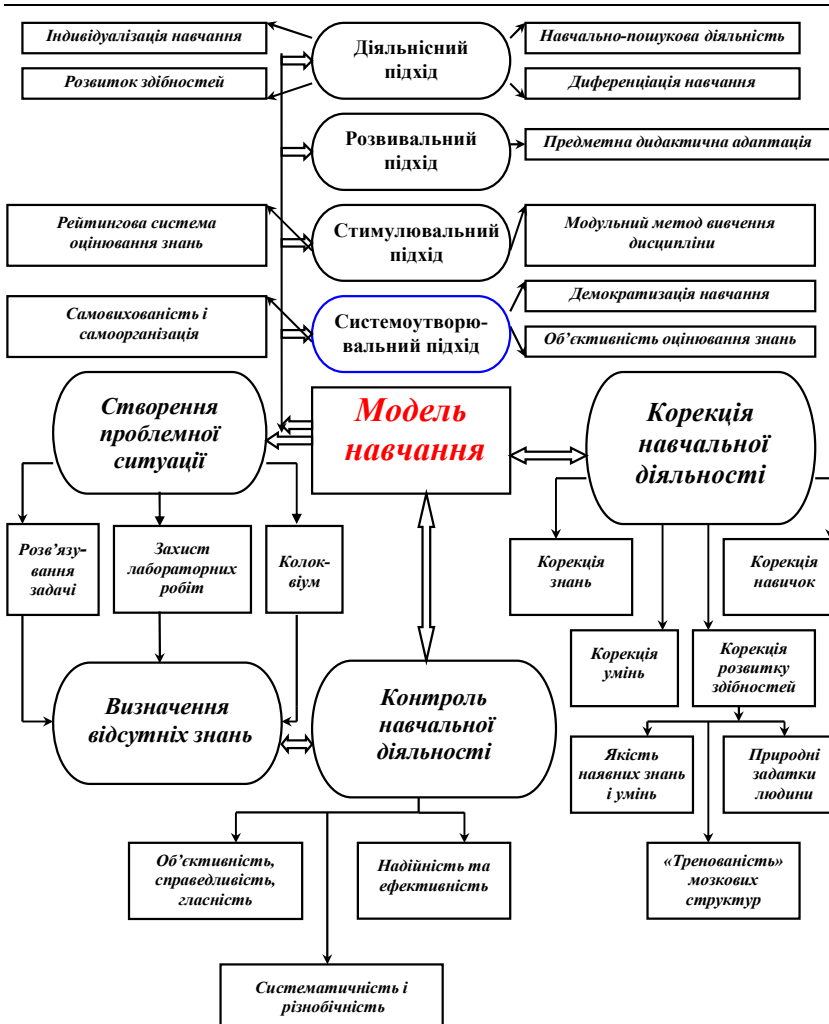 Індивідуалізація навчання
Діяльнісний
підхід
Навчально-пошукова діяльність
Розвиток здібностей
Диференціація навчання
Розвивальний
підхід
Предметна дидактична адаптація
Рейтингова система
оцінювання знань
Стимулювальний
підхід
Модульний метод вивчення
дисципліни
Самовихованість і
самоорганізація
Системоутворю-
вальний підхід
Демократизація навчання
Об’єктивність оцінювання знань
Створення
проблемної
ситуації
Модель
навчання
Корекція
навчальної
діяльності
Розв’язу-
вання
задачі
Захист
лабораторних
робіт
Колок-
віум
Корекція
знань
Корекція
навичок
Корекція
умінь
Корекція
розвитку
здібностей
Визначення
відсутніх знань
Контроль
навчальної
діяльності
Якість
наявних знань
і умінь
Природні
задатки
людини
Об’єктивність,
справедливість,
гласність
Надійність та
ефективність
«Тренованість»
мозкових
структур
Систематичність і
різнобічність